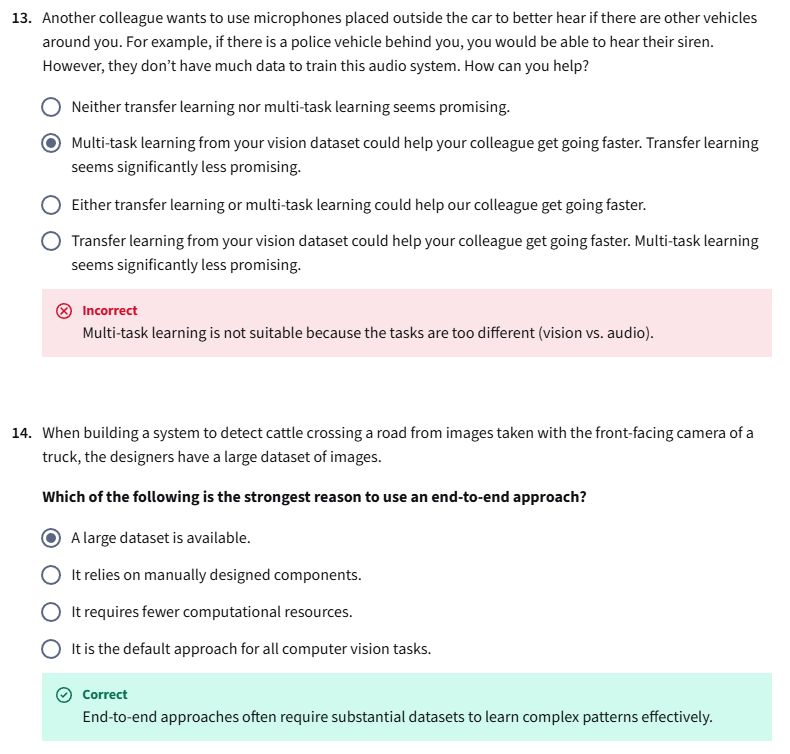 13. Another colleague wants to use microphones placed outside the car to better hear if there are other vehicles
around you. For example, if there is a police vehicle behind you, you would be able to hear their siren.
However, they don't have much data to train this audio system. How can you help?
Neither transfer learning nor multi-task learning seems promising.
Multi-task learning from your vision dataset could help your colleague get going faster. Transfer learning
seems significantly less promising.
Either transfer learning or multi-task learning could help our colleague get going faster.
Transfer learning from your vision dataset could help your colleague get going faster. Multi-task learning
seems significantly less promising.
Incorrect
Multi-task learning is not suitable because the tasks are too different (vision vs. audio).
14. When building a system to detect cattle crossing a road from images taken with the front-facing camera of a
truck, the designers have a large dataset of images.
Which of the following is the strongest reason to use an end-to-end approach?
A large dataset is available.
It relies on manually designed components.
It requires fewer computational resources.
It is the default approach for all computer vision tasks.
Correct
End-to-end approaches often require substantial datasets to learn complex patterns effectively.